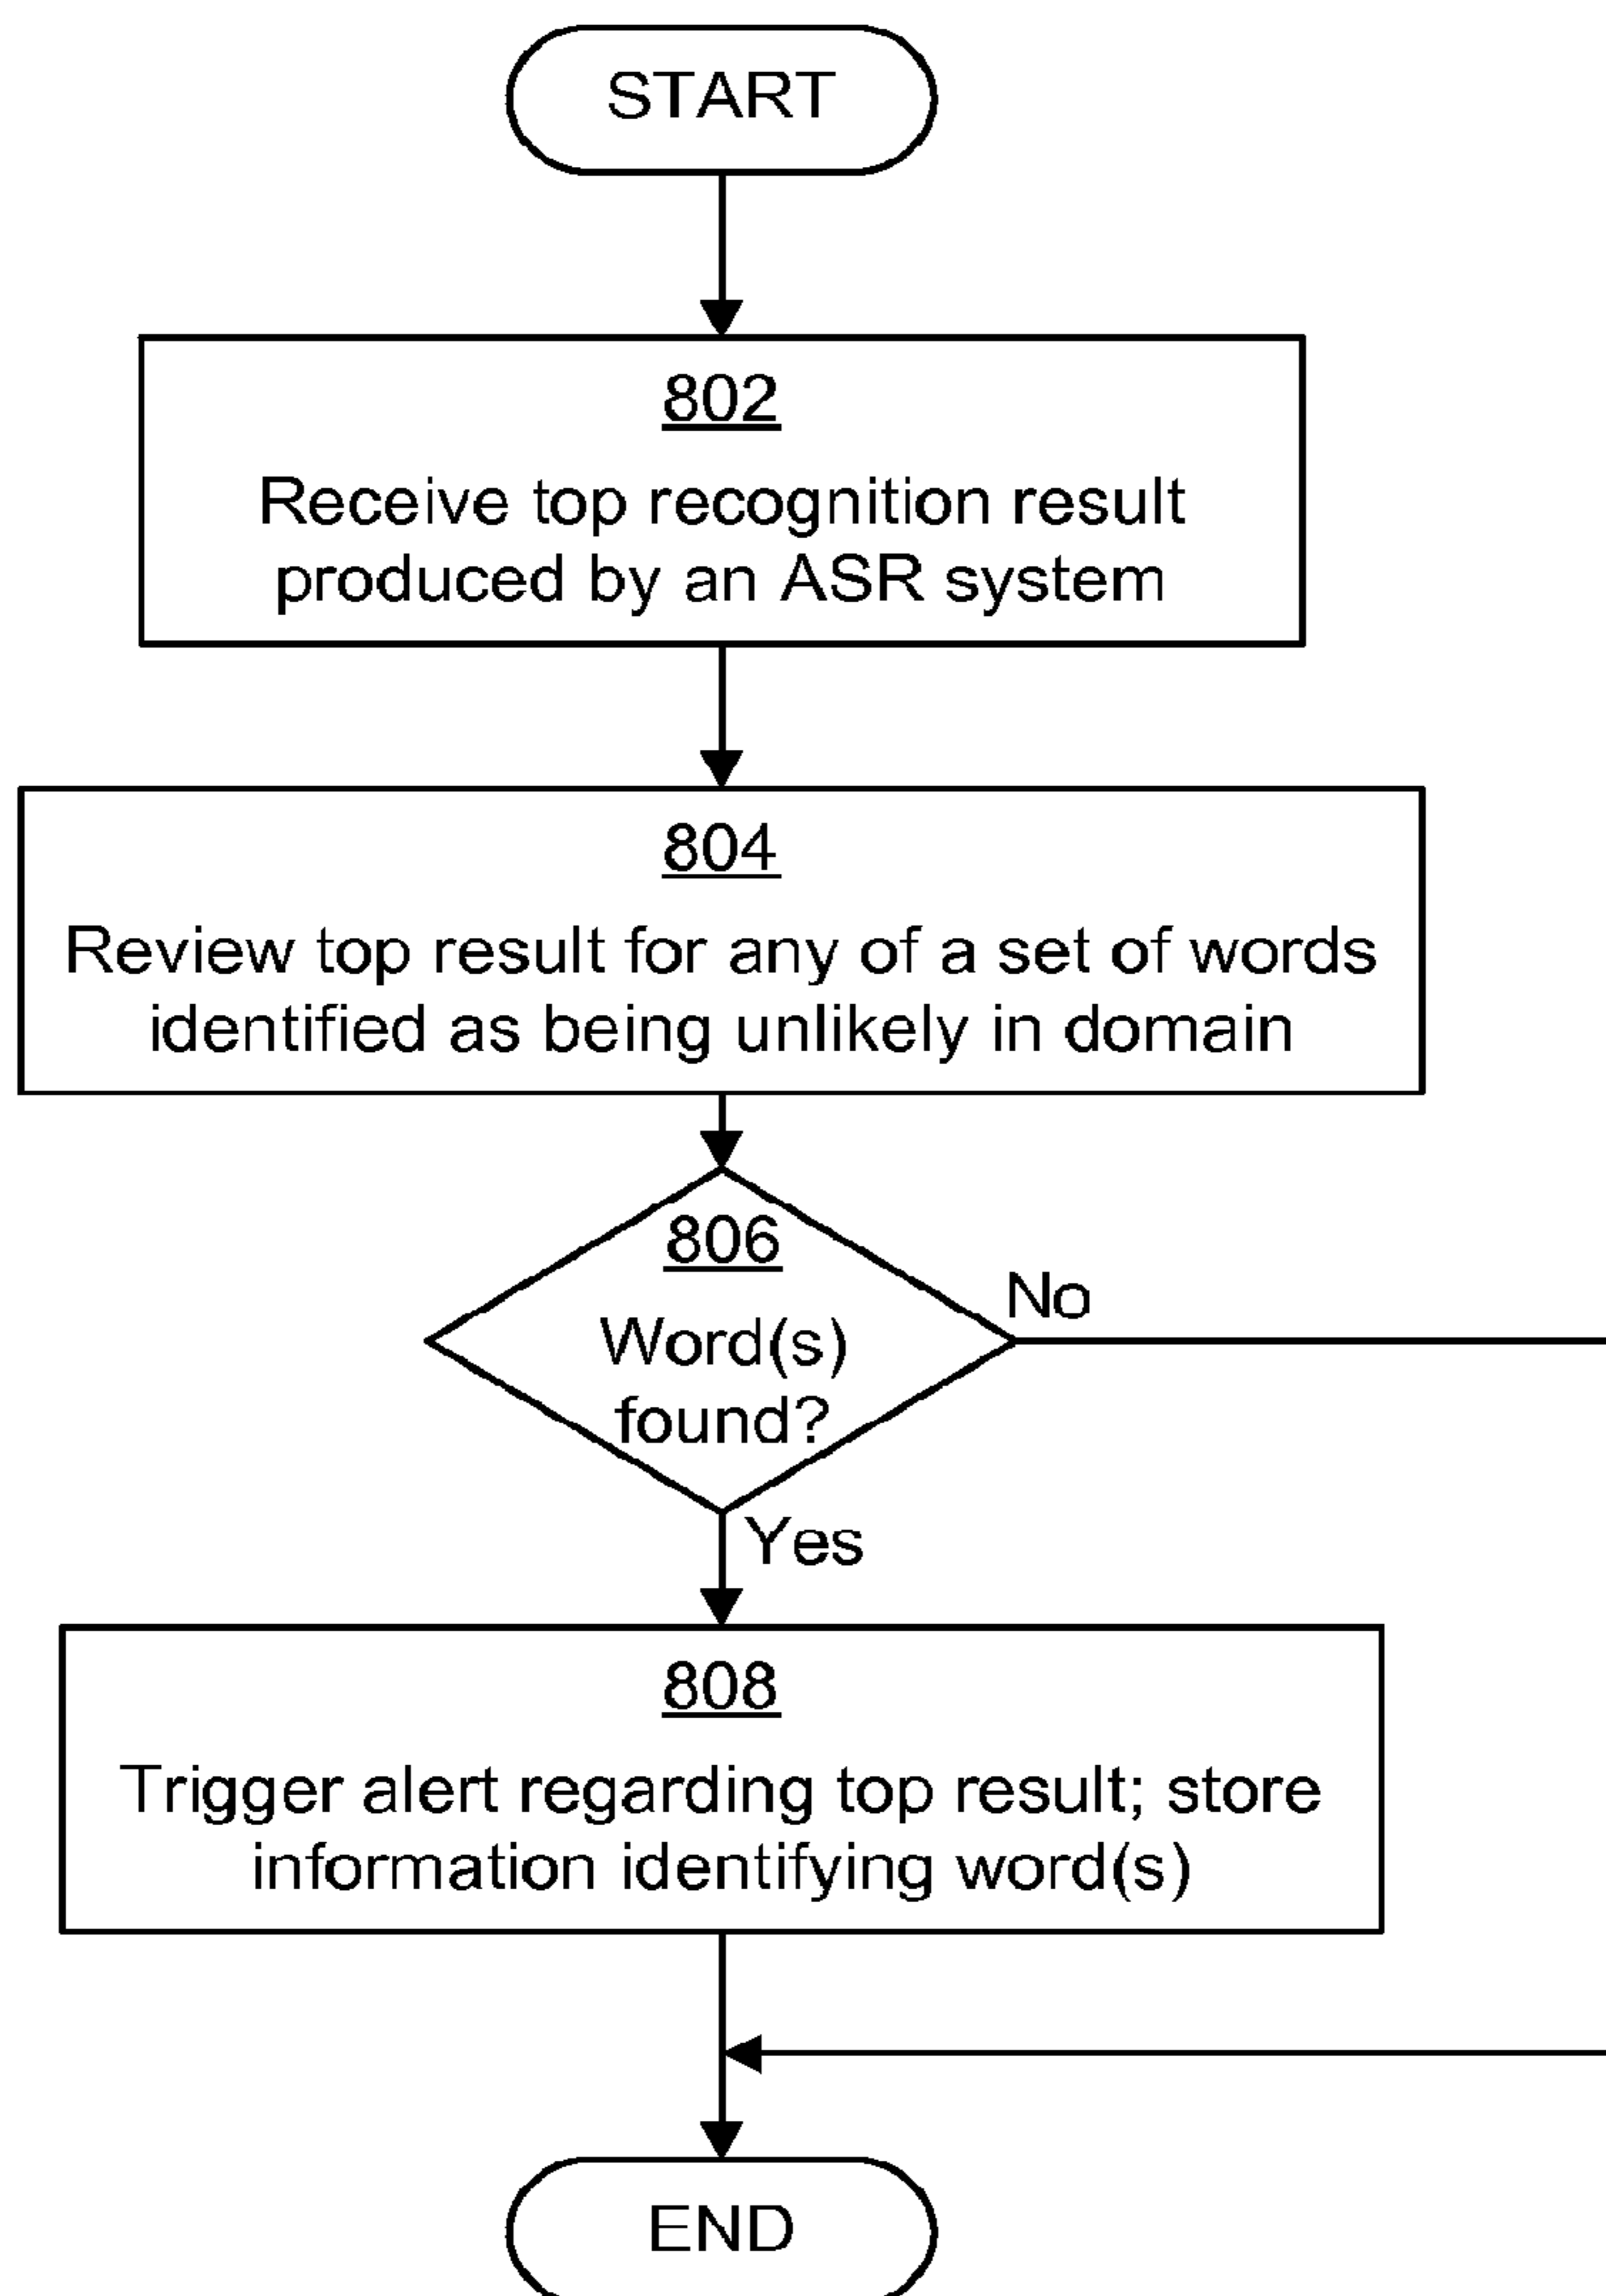 START
802
Receive top recognition result
produced by an ASR system
804
Review top result for any of a set of words
identified as being unlikely in domain
806
Word(s)
found?
No
Yes
808
Trigger alert regarding top result; store
information identifying word(s)
END